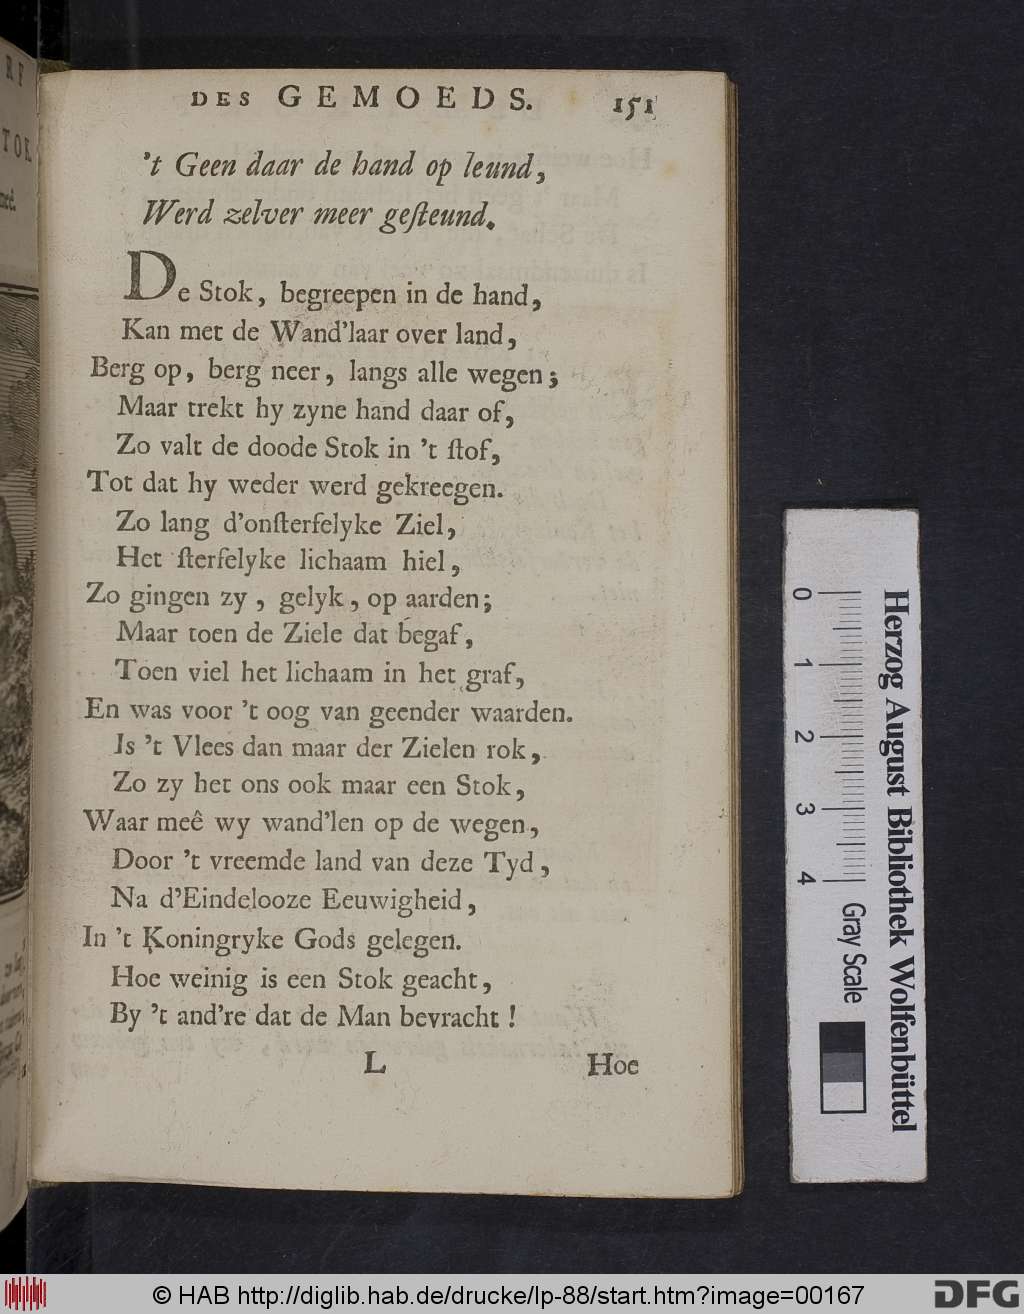 DES GEMOEDS. 151
't Geen daar de hand op leund,
Werd zelver meer geſteund.
De Stok, begreepen in de hand,
Kan met de Wand'laar over land,
Berg op, berg neer, langs alle wegen;
Maar trekt hy zyne hand daar of,
Zo valt de doode Stok in 't ſtof,
Tot dat hy weder werd gekreegen.
Zo lang d'onſterfelyke Ziel,
Het ſterfelyke lichaam hiel,
Zo gingen zy, gelyk, op aarden;
Maar toen de Ziele dat begaf,
Toen viel het lichaam in het graf,
En was voor 't oog van geender waarden.
Is 't Vlees dan maar der Zielen rok,
Zo zy het ons ook maar een Stok,
Waar meê wy wand'len op de wegen,
Door 't vreemde land van deze Tyd,
Na d'Eindelooze Eeuwigheid,
In 't Koningryke Gods gelegen.
Hoe weinig is een Stok geacht,
By 't and're dat de Man bevracht!
L Hoe
0 1 2 3 4 Gray Scale
Herzog August Bibliothek Wolfenbüttel
© HAB http://diglib.hab.de/drucke/lp-88/start.htm?image=00167
DFG